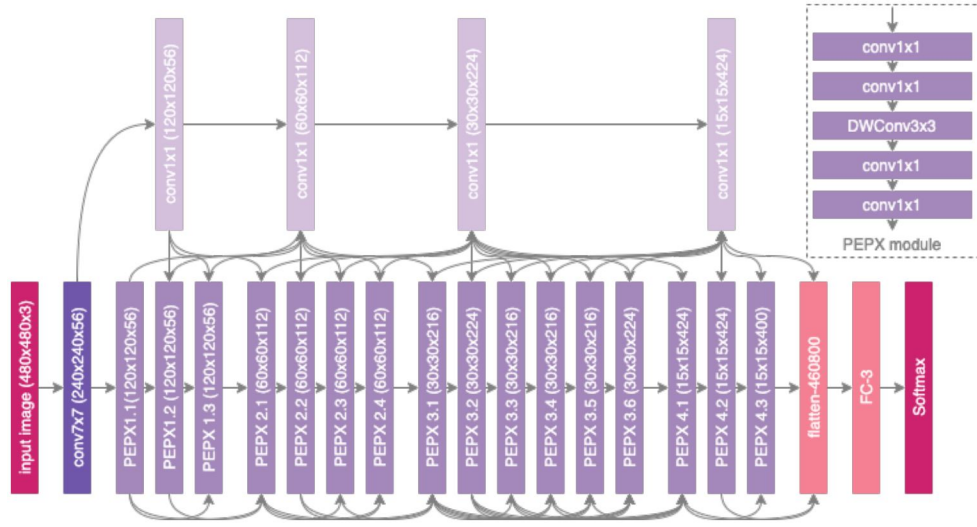 conv1x1 (120x120x56)
conv1x1 (60x60x112)
conv1x1 (30x30x224)
conv1x1 (15x15x424)
conv1x1
conv1x1
DWConv3x3
conv1x1
conv1x1
PEPX module
input image (480x480x3)
conv7x7 (240x240x56)
PEPX1.1(120x120x56)
PEPX1.2 (120x120x56)
PEPX 1.3 (120x120x56)
PEPX 2.1 (60x60x112)
PEPX 2.2 (60x60x112)
PEPX 2.3 (60x60x112)
PEPX 2.4 (60x60x112)
PEPX 3.1 (30x30x216)
PEPX 3.2 (30x30x224)
PEPX 3.3 (30x30x216)
PEPX 3.4 (30x30x216)
PEPX 3.5 (30x30x216)
PEPX 3.6 (30x30x224)
PEPX 4.1 (15x15x424)
PEPX 4.2 (15x15x424)
PEPX 4.3 (15x15x400)
flatten-460800
FC-3
Softmax